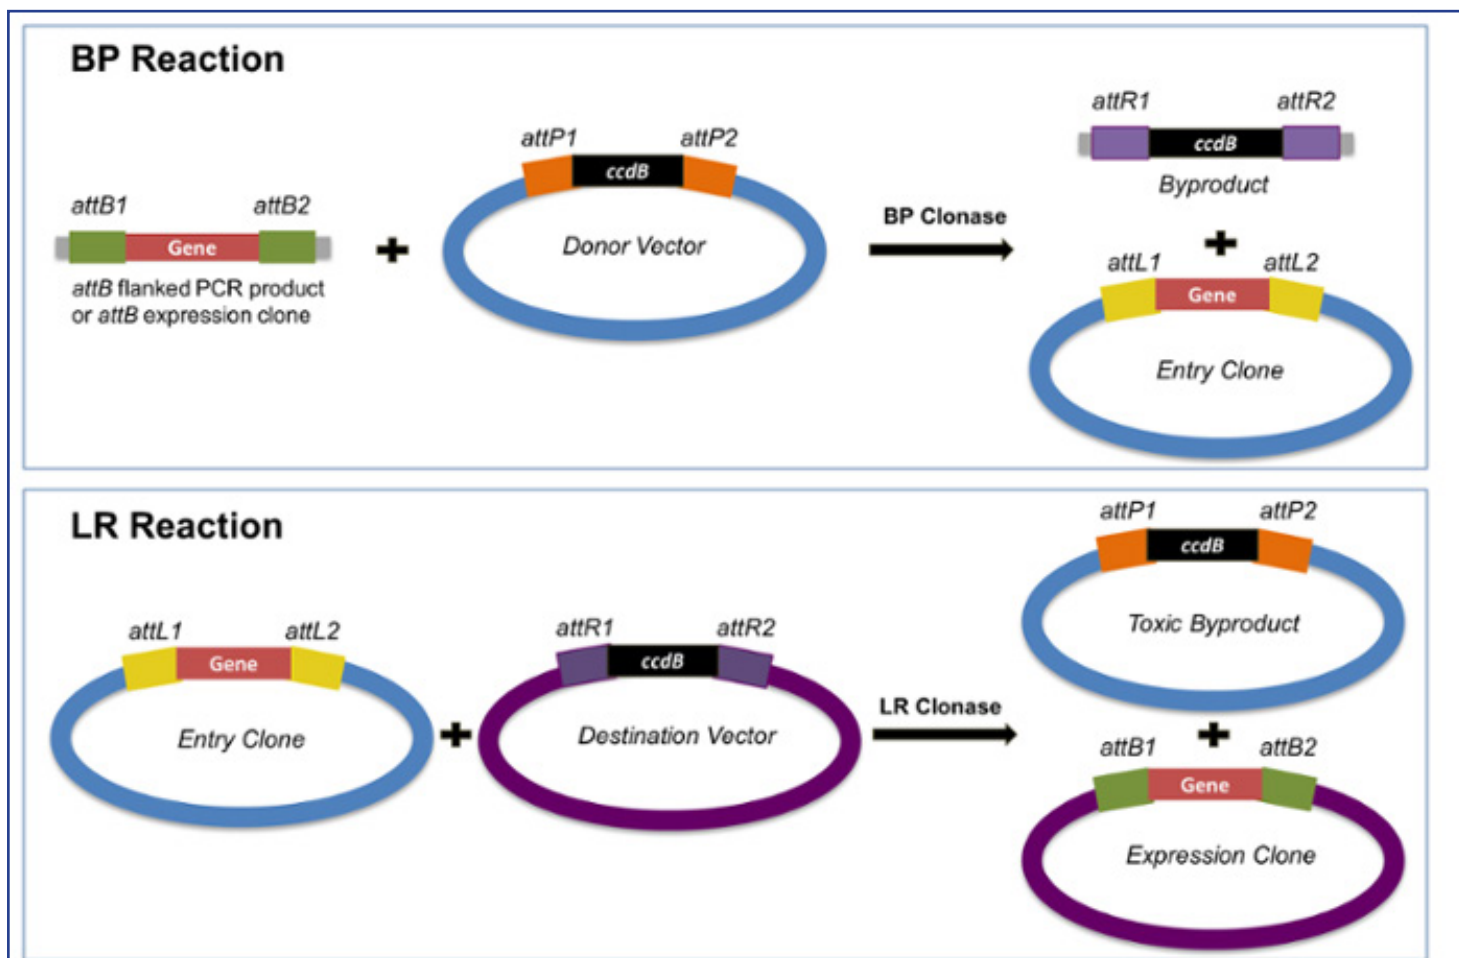 BP Reaction
attB1
attB2
Gene
attB flanked PCR product
or attB expression clone
attP1
attP2
ccdB
Donor Vector
BP Clonase
attR1
attR2
ccdB
Byproduct
attL1
attL2
Gene
Entry Clone
LR Reaction
attL1
attL2
Gene
Entry Clone
attR1
attR2
ccdB
Destination Vector
LR Clonase
attP1
attP2
ccdB
Toxic Byproduct
attB1
attB2
Gene
Expression Clone